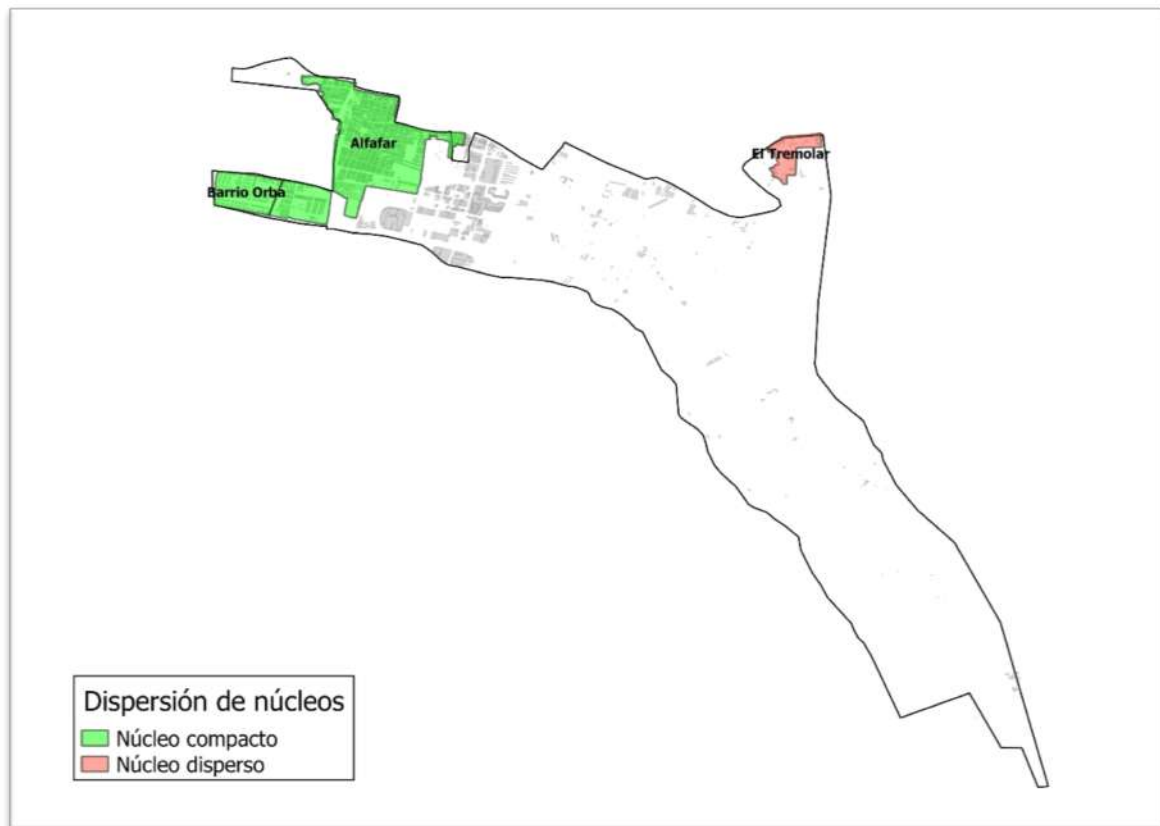 Alfafar
El Tremolar
Barrio Orba
Dispersión de núcleos
Núcleo compacto
Núcleo disperso